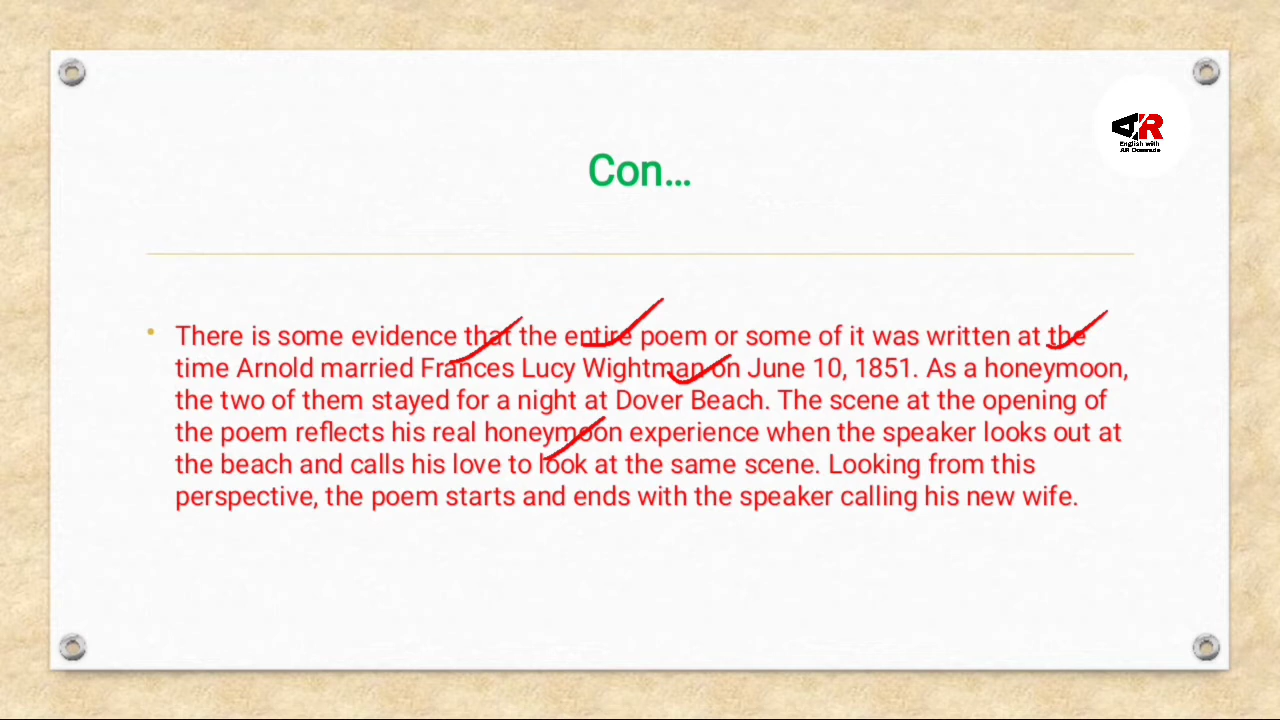 AR
English with
Con...
• There is some evidence that the entire poem or some of it was written at the
time Arnold married Frances Lucy Wightman on June 10, 1851. As a honeymoon,
the two of them stayed for a night at Dover Beach. The scene at the opening of
the poem reflects his real honeymoon experience when the speaker looks out at
the beach and calls his love to look at the same scene. Looking from this
perspective, the poem starts and ends with the speaker calling his new wife.